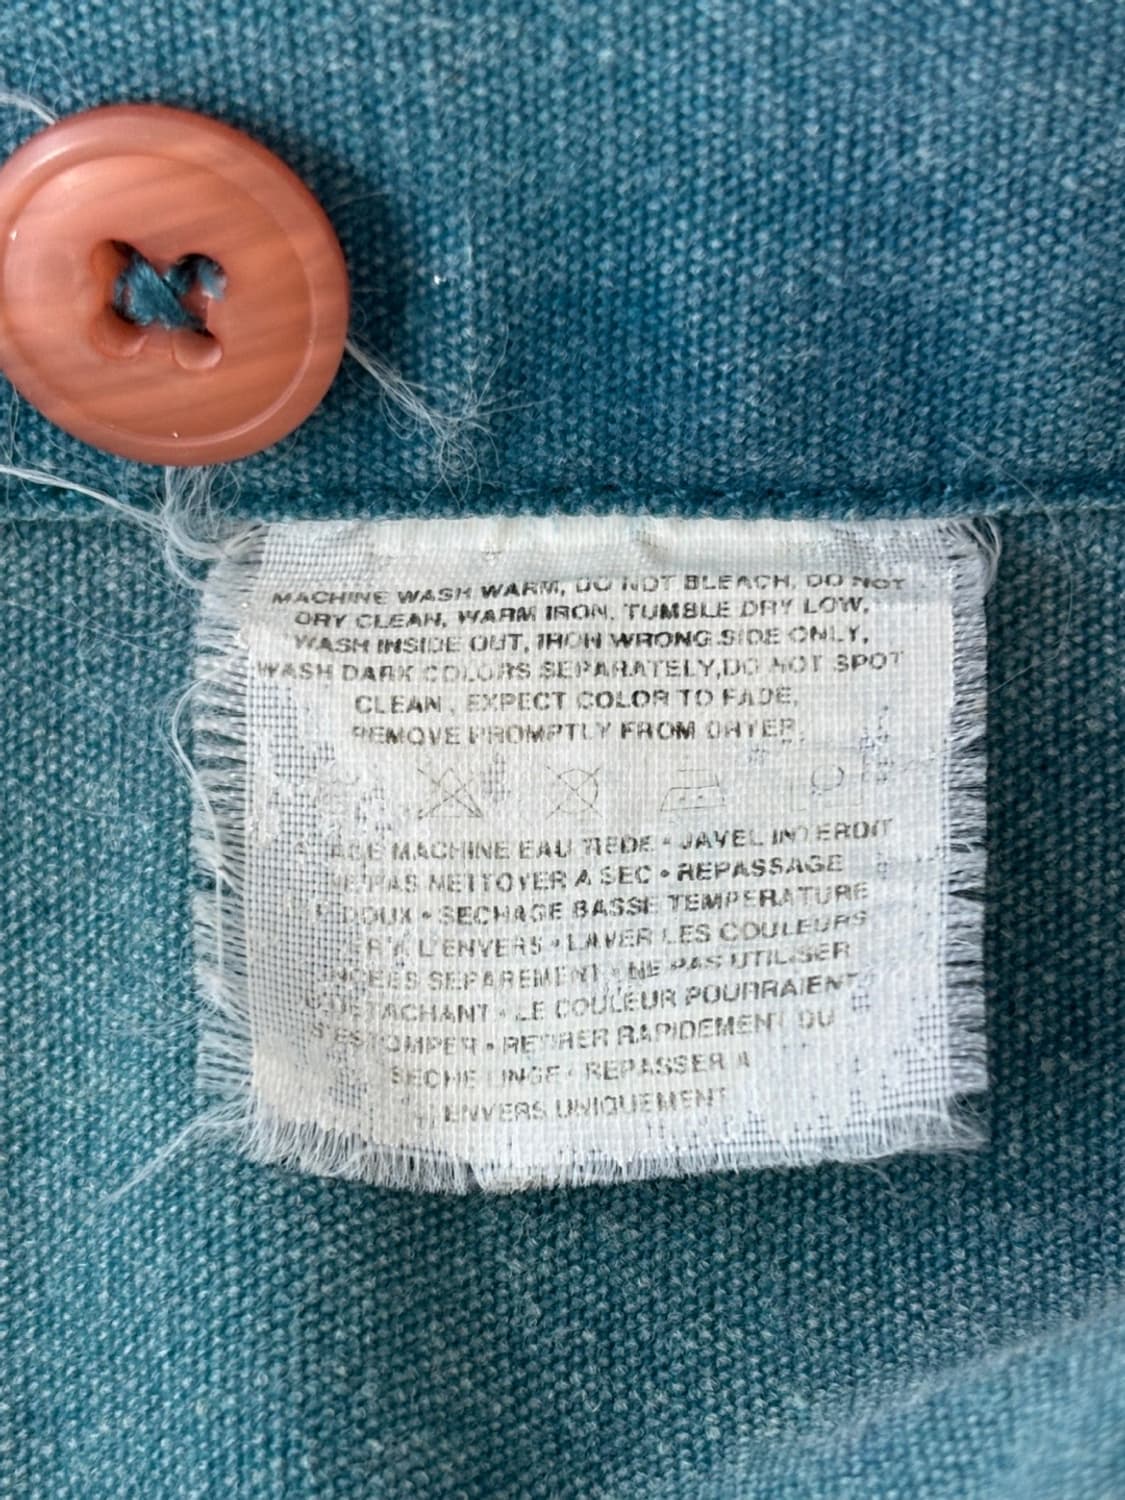 MACHINE WASH WARM, DO NOT BLEACH, DO NOT
DRY CLEAN, WARM IRON, TUMBLE DRY LOW,
WASH INSIDE OUT, IRON WRONG SIDE ONLY,
WASH DARK COLORS SEPARATELY,DO NOT SPOT
CLEAN, EXPECT COLOR TO FADE,
REMOVE PROMPTLY FROM DRYER.
MACHINE EAU TIEDE • JAVEL INTERDIT
NE PAS NETTOYER A SEC • REPASSAGE
DOUX • SECHAGE BASSE TEMPERATURE
A L'ENVERS • LAVER LES COULEURS
SEPAREMENT • NE PAS UTILISER
DETACHANT • LE COULEUR POURRAIENT
S'ESTOMPER • RETIRER RAPIDEMENT DU
SECHE LINGE • REPASSER A
ENVERS UNIQUEMENT